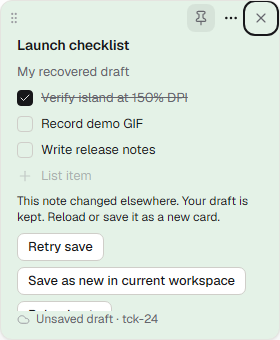 Launch checklist
My recovered draft
Verify island at 150% DPI
Record demo GIF
Write release notes
List item
This note changed elsewhere. Your draft is
kept. Reload or save it as a new card.
Retry save
Save as new in current workspace
Unsaved draft · tck-24